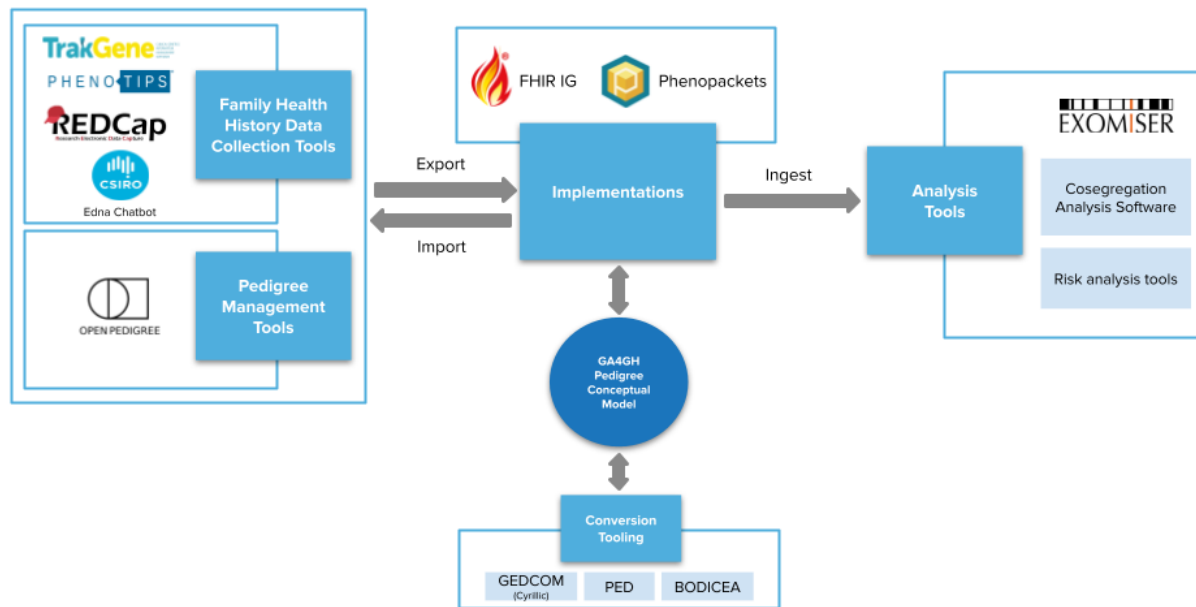 TrakGene
PHENOTIPS
REDCap
Research Electronic Data Capture
CSIRO
Edna Chatbot
Family Health
History Data
Collection Tools
OPEN PEDIGREE
Pedigree
Management
Tools
Export
Import
FHIR IG
Phenopackets
Implementations
Ingest
Analysis
Tools
EXOMISER
Cosegregation
Analysis Software
Risk analysis tools
GA4GH
Pedigree
Conceptual
Model
Conversion
Tooling
GEDCOM
(Cyrillic)
PED
BODICEA